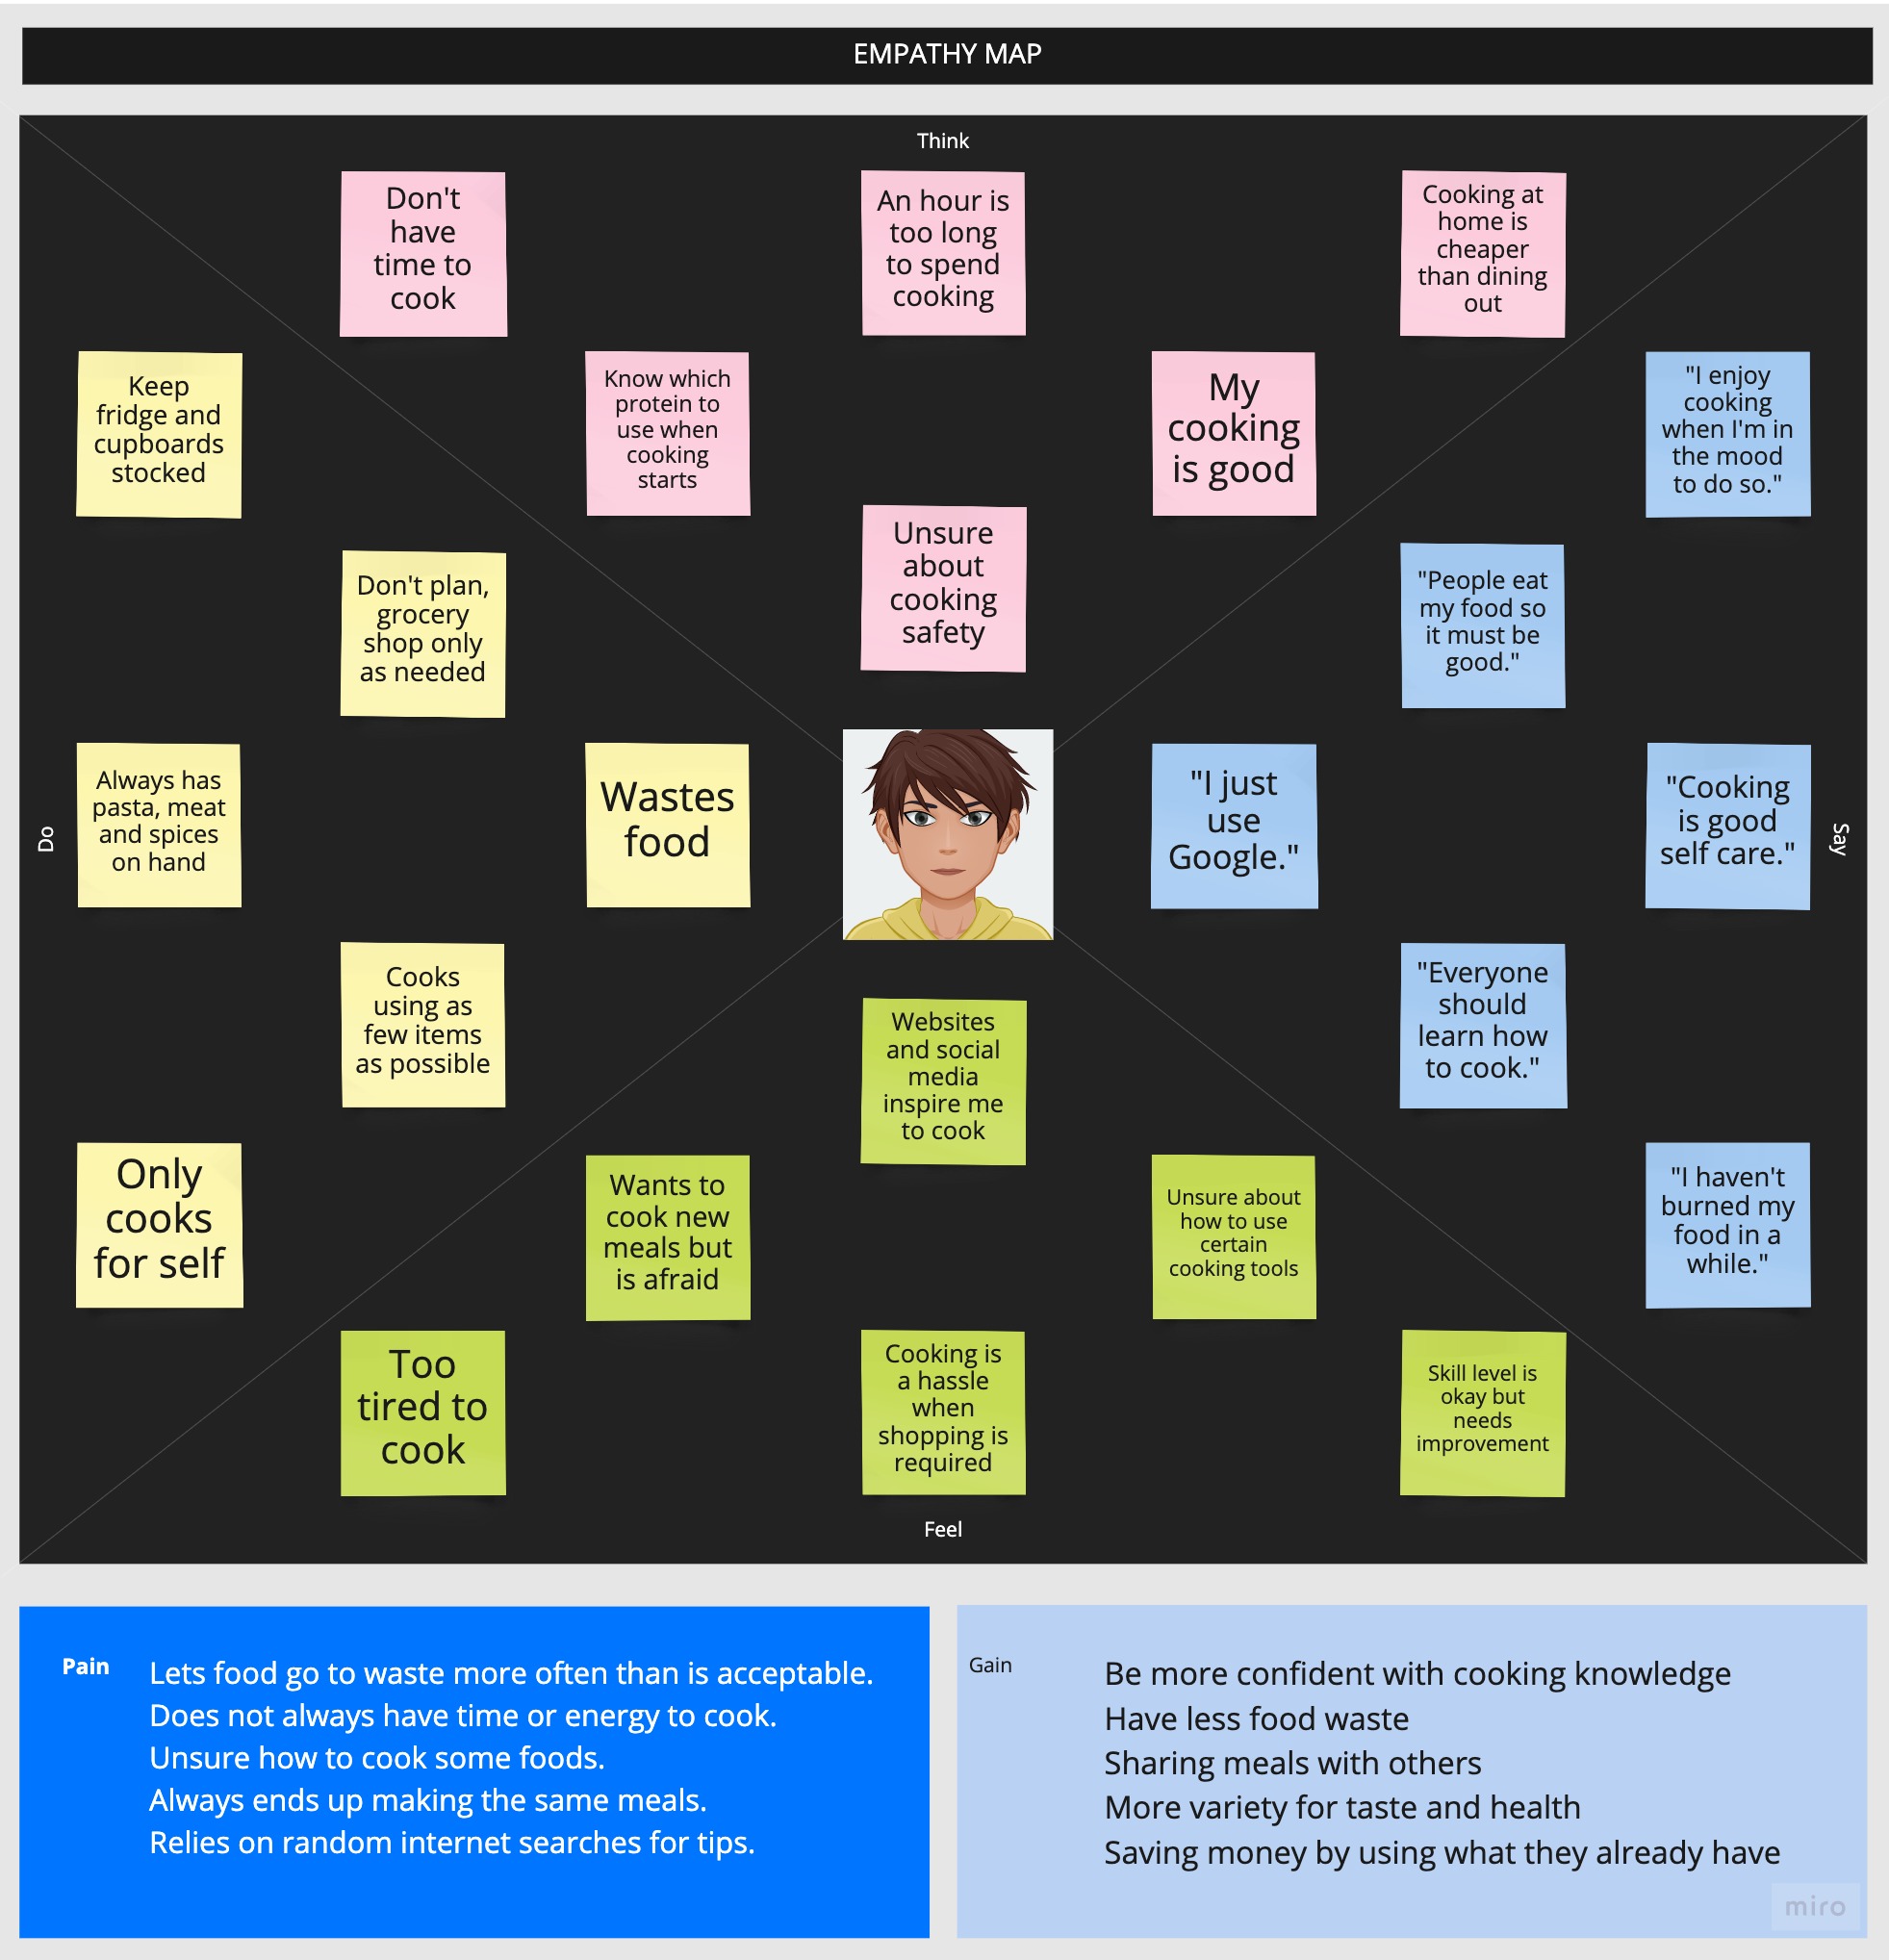 EMPATHY MAP
Think
Don't
have
time to
cook
An hour is
too long
to spend
cooking
Cooking at
home is
cheaper
than dining
out
Keep
fridge and
cupboards
stocked
Know which
protein to
use when
cooking
starts
My
cooking
is good
"I enjoy
cooking
when I'm in
the mood
to do so."
Unsure
about
cooking
safety
Don't plan,
grocery
shop only
as needed
"People eat
my food so
it must be
good."
Do
Always has
pasta, meat
and spices
on hand
Wastes
food
"I just
use
Google."
"Cooking
is good
self care."
Say
Cooks
using as
few items
as possible
"Everyone
should
learn how
to cook."
Websites
and social
media
inspire me
to cook
Only
cooks
for self
Wants to
cook new
meals but
is afraid
Unsure about
how to use
certain
cooking tools
"I haven't
burned my
food in a
while."
Too
tired to
cook
Cooking is
a hassle
when
shopping is
required
Skill level is
okay but
needs
improvement
Feel
Pain
Lets food go to waste more often than is acceptable.
Does not always have time or energy to cook.
Unsure how to cook some foods.
Always ends up making the same meals.
Relies on random internet searches for tips.
Gain
Be more confident with cooking knowledge
Have less food waste
Sharing meals with others
More variety for taste and health
Saving money by using what they already have
miro